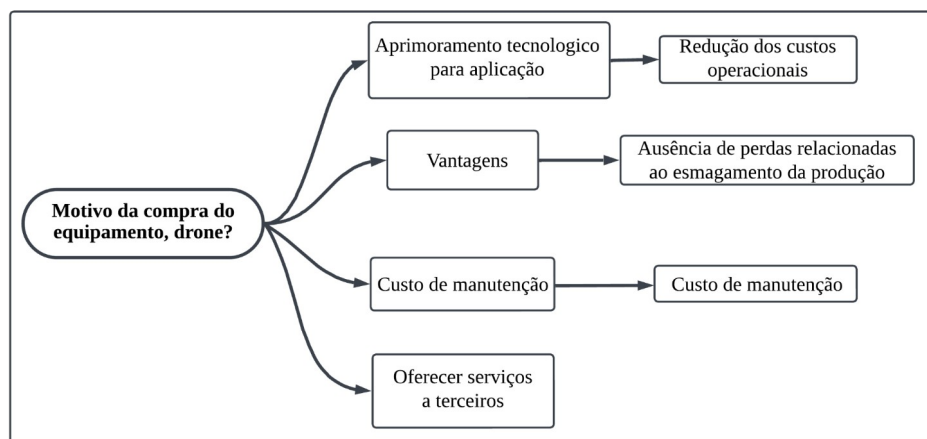 Motivo da compra do
equipamento, drone?
Aprimoramento tecnologico
para aplicação
Redução dos custos
operacionais
Vantagens
Ausência de perdas relacionadas
ao esmagamento da produção
Custo de manutenção
Custo de manutenção
Oferecer serviços
a terceiros